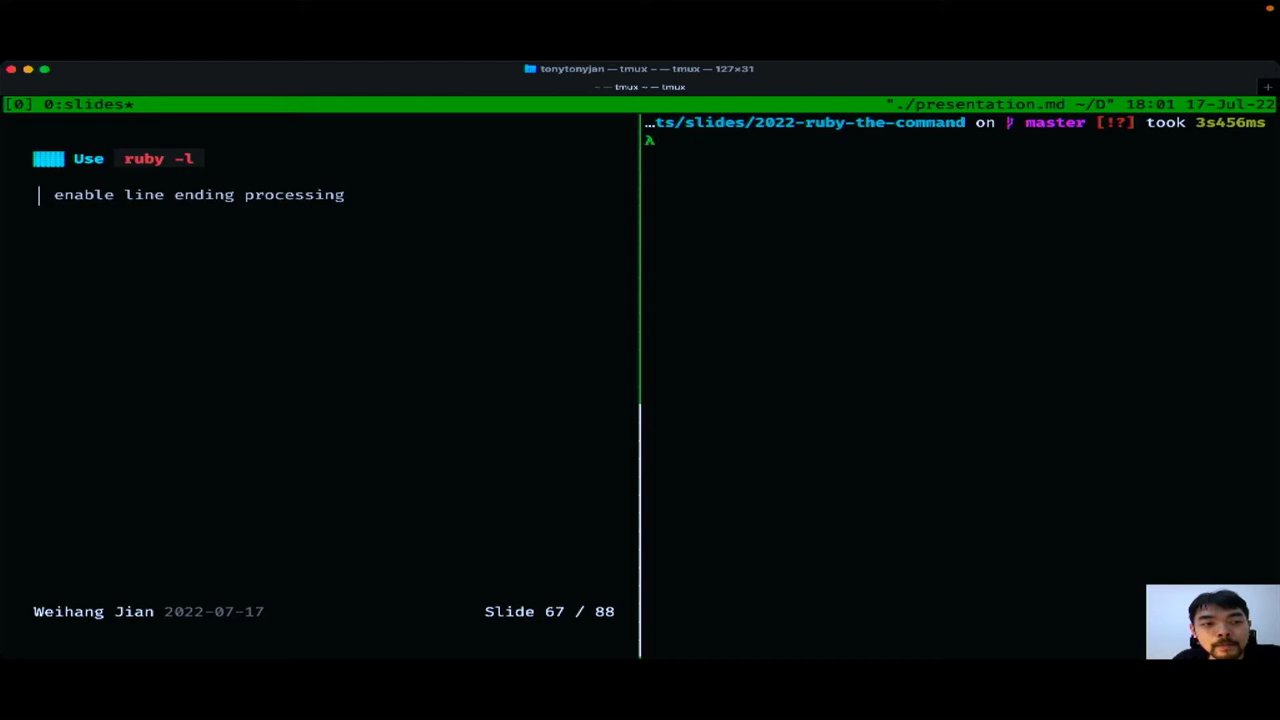 tonytonyjan — tmux - — tmux — 127×31
~ — tmux ~ — tmux
[0] 0:slides* "./presentation.md ~/D" 18:01 17-Jul-22
Use ruby -l
enable line ending processing
Weihang Jian 2022-07-17 Slide 67 / 88
…ts/slides/2022-ruby-the-command on master [!?] took 3s456ms
λ